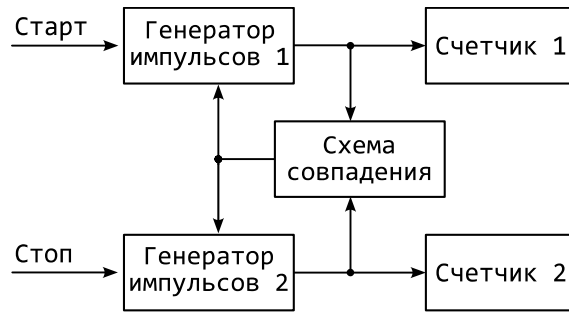 Старт
Генератор
импульсов 1
Счетчик 1
Схема
совпадения
Стоп
Генератор
импульсов 2
Счетчик 2